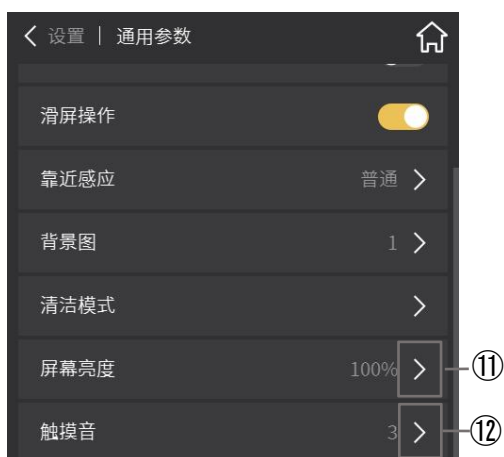 设置 | 通用参数
滑屏操作
靠近感应 普通
背景图 1
清洁模式
屏幕亮度 100% ⑪
触摸音 3 ⑫